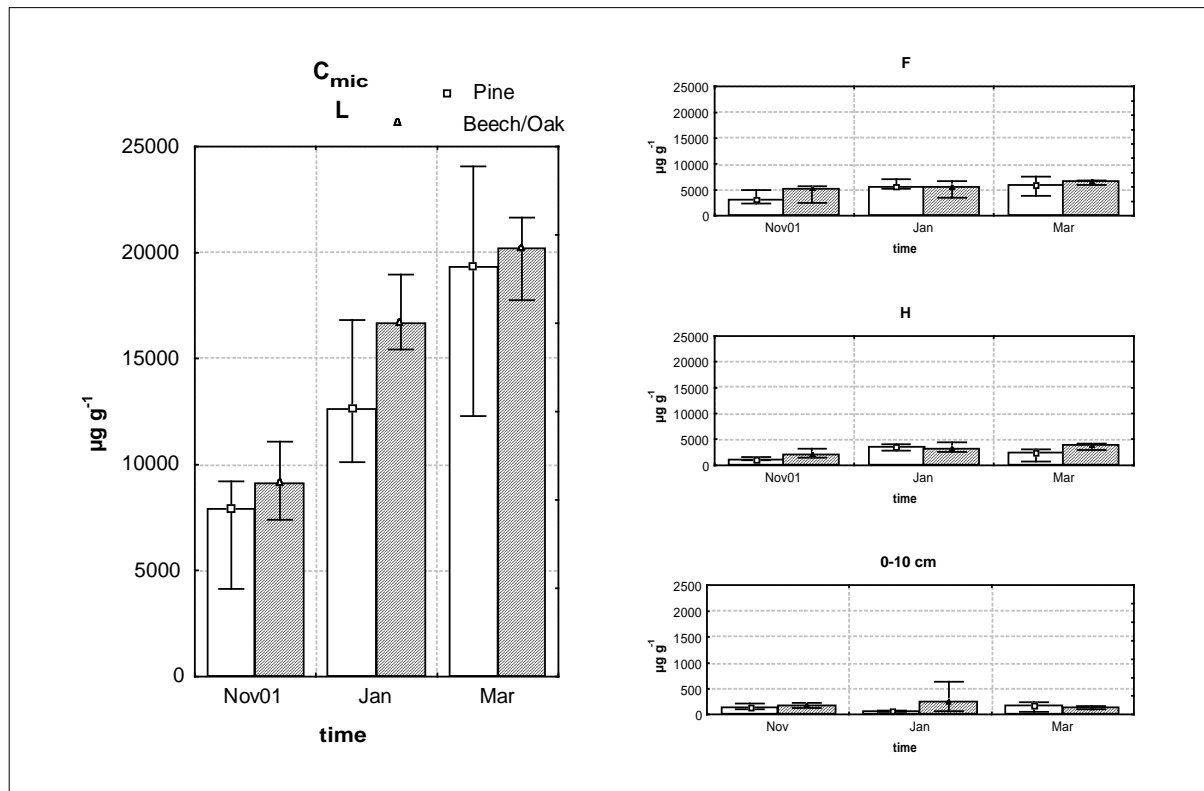 C_mic
L
Pine
Beech/Oak
25000
20000
15000
10000
5000
0
µg g⁻¹
Nov01 Jan Mar
time
F
25000
20000
15000
10000
5000
0
µg g⁻¹
Nov01 Jan Mar
time
H
25000
20000
15000
10000
5000
0
µg g⁻¹
Nov01 Jan Mar
time
0-10 cm
2500
2000
1500
1000
500
0
µg g⁻¹
Nov Jan Mar
time